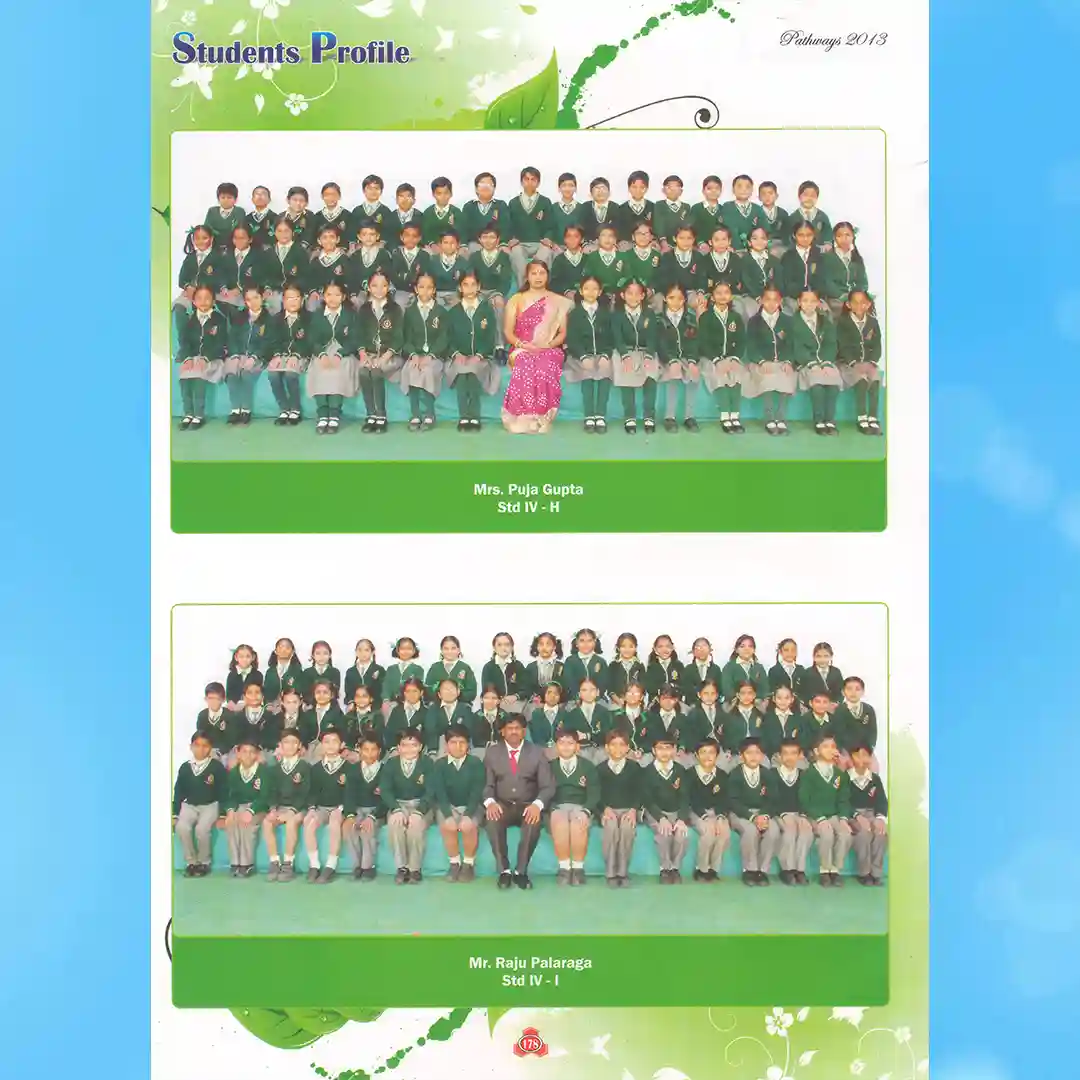 Students Profile
Pathways 2013
Mrs. Puja Gupta
Std IV - H
Mr. Raju Palaraga
Std IV - I
178